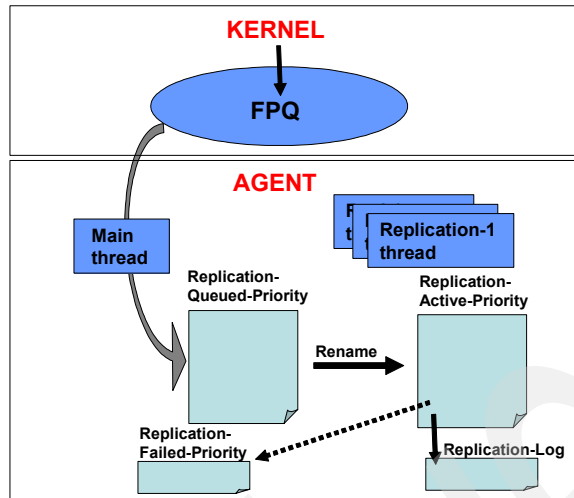 KERNEL
FPQ
AGENT
Main
thread
Replication-1
thread
Replication-
Queued-Priority
Replication-
Active-Priority
Rename
Replication-
Failed-Priority
Replication-Log